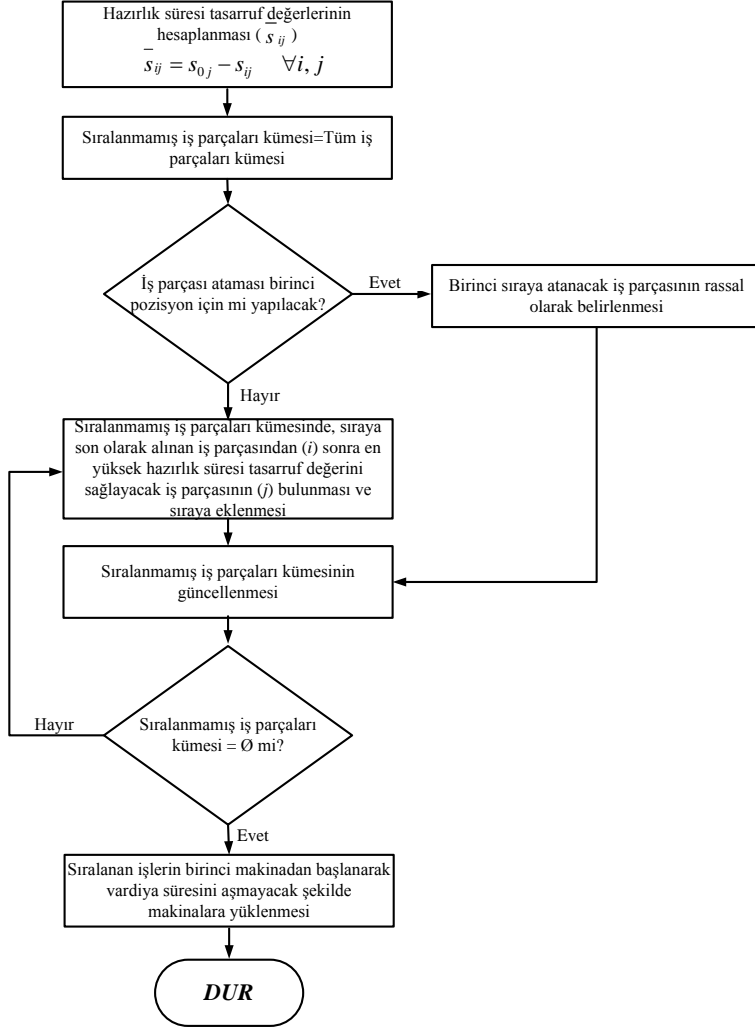 Hazırlık süresi tasarruf değerlerinin
hesaplanması ( s̅ ij )
s̅ ij = s0j − sij ∀i, j
Sıralanmamış iş parçaları kümesi=Tüm iş
parçaları kümesi
İş parçası ataması birinci
pozisyon için mi yapılacak?
Evet
Birinci sıraya atanacak iş parçasının rassal
olarak belirlenmesi
Hayır
Sıralanmamış iş parçaları kümesinde, sıraya
son olarak alınan iş parçasından (i) sonra en
yüksek hazırlık süresi tasarruf değerini
sağlayacak iş parçasının (j) bulunması ve
sıraya eklenmesi
Sıralanmamış iş parçaları kümesinin
güncellenmesi
Hayır
Sıralanmamış iş parçaları
kümesi = Ø mi?
Evet
Sıralanan işlerin birinci makinadan başlanarak
vardiya süresini aşmayacak şekilde
makinalara yüklenmesi
DUR